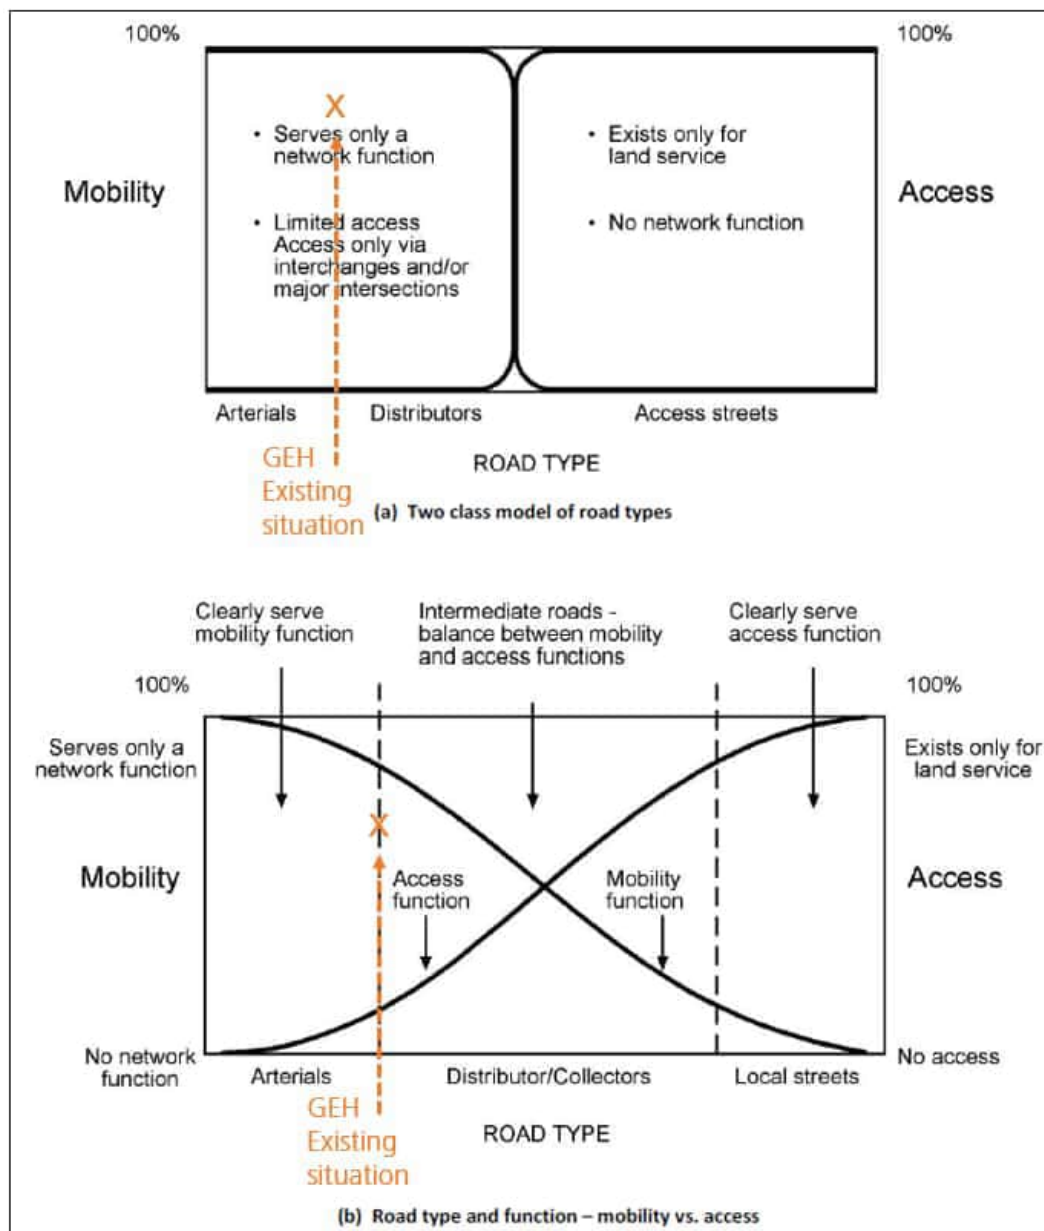 100%
100%
X
• Serves only a
network function
• Exists only for
land service
Mobility
Access
• Limited access
Access only via
interchanges and/or
major intersections
• No network function
Arterials
Distributors
Access streets
GEH
Existing
situation
ROAD TYPE
(a) Two class model of road types
Clearly serve
mobility function
Intermediate roads -
balance between mobility
and access functions
Clearly serve
access function
100%
100%
Serves only a
network function
Exists only for
land service
X
Mobility
Access
function
Mobility
function
Access
No network
function
No access
Arterials
Distributor/Collectors
Local streets
GEH
Existing
situation
ROAD TYPE
(b) Road type and function – mobility vs. access